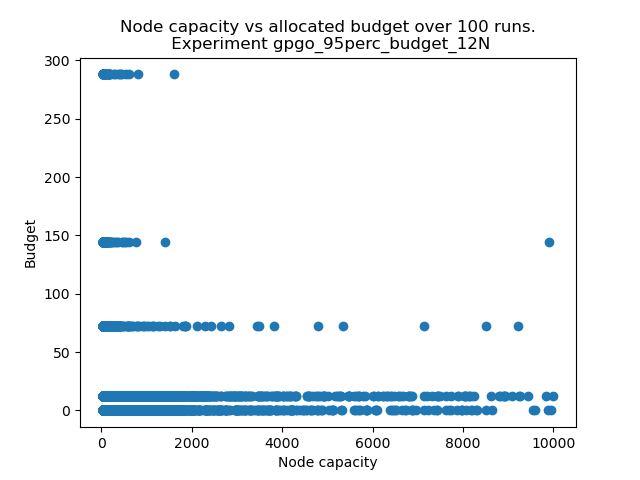 Node capacity vs allocated budget over 100 runs.
Experiment gpgo_95perc_budget_12N
300
250
200
150
100
50
0
Budget
0 2000 4000 6000 8000 10000
Node capacity